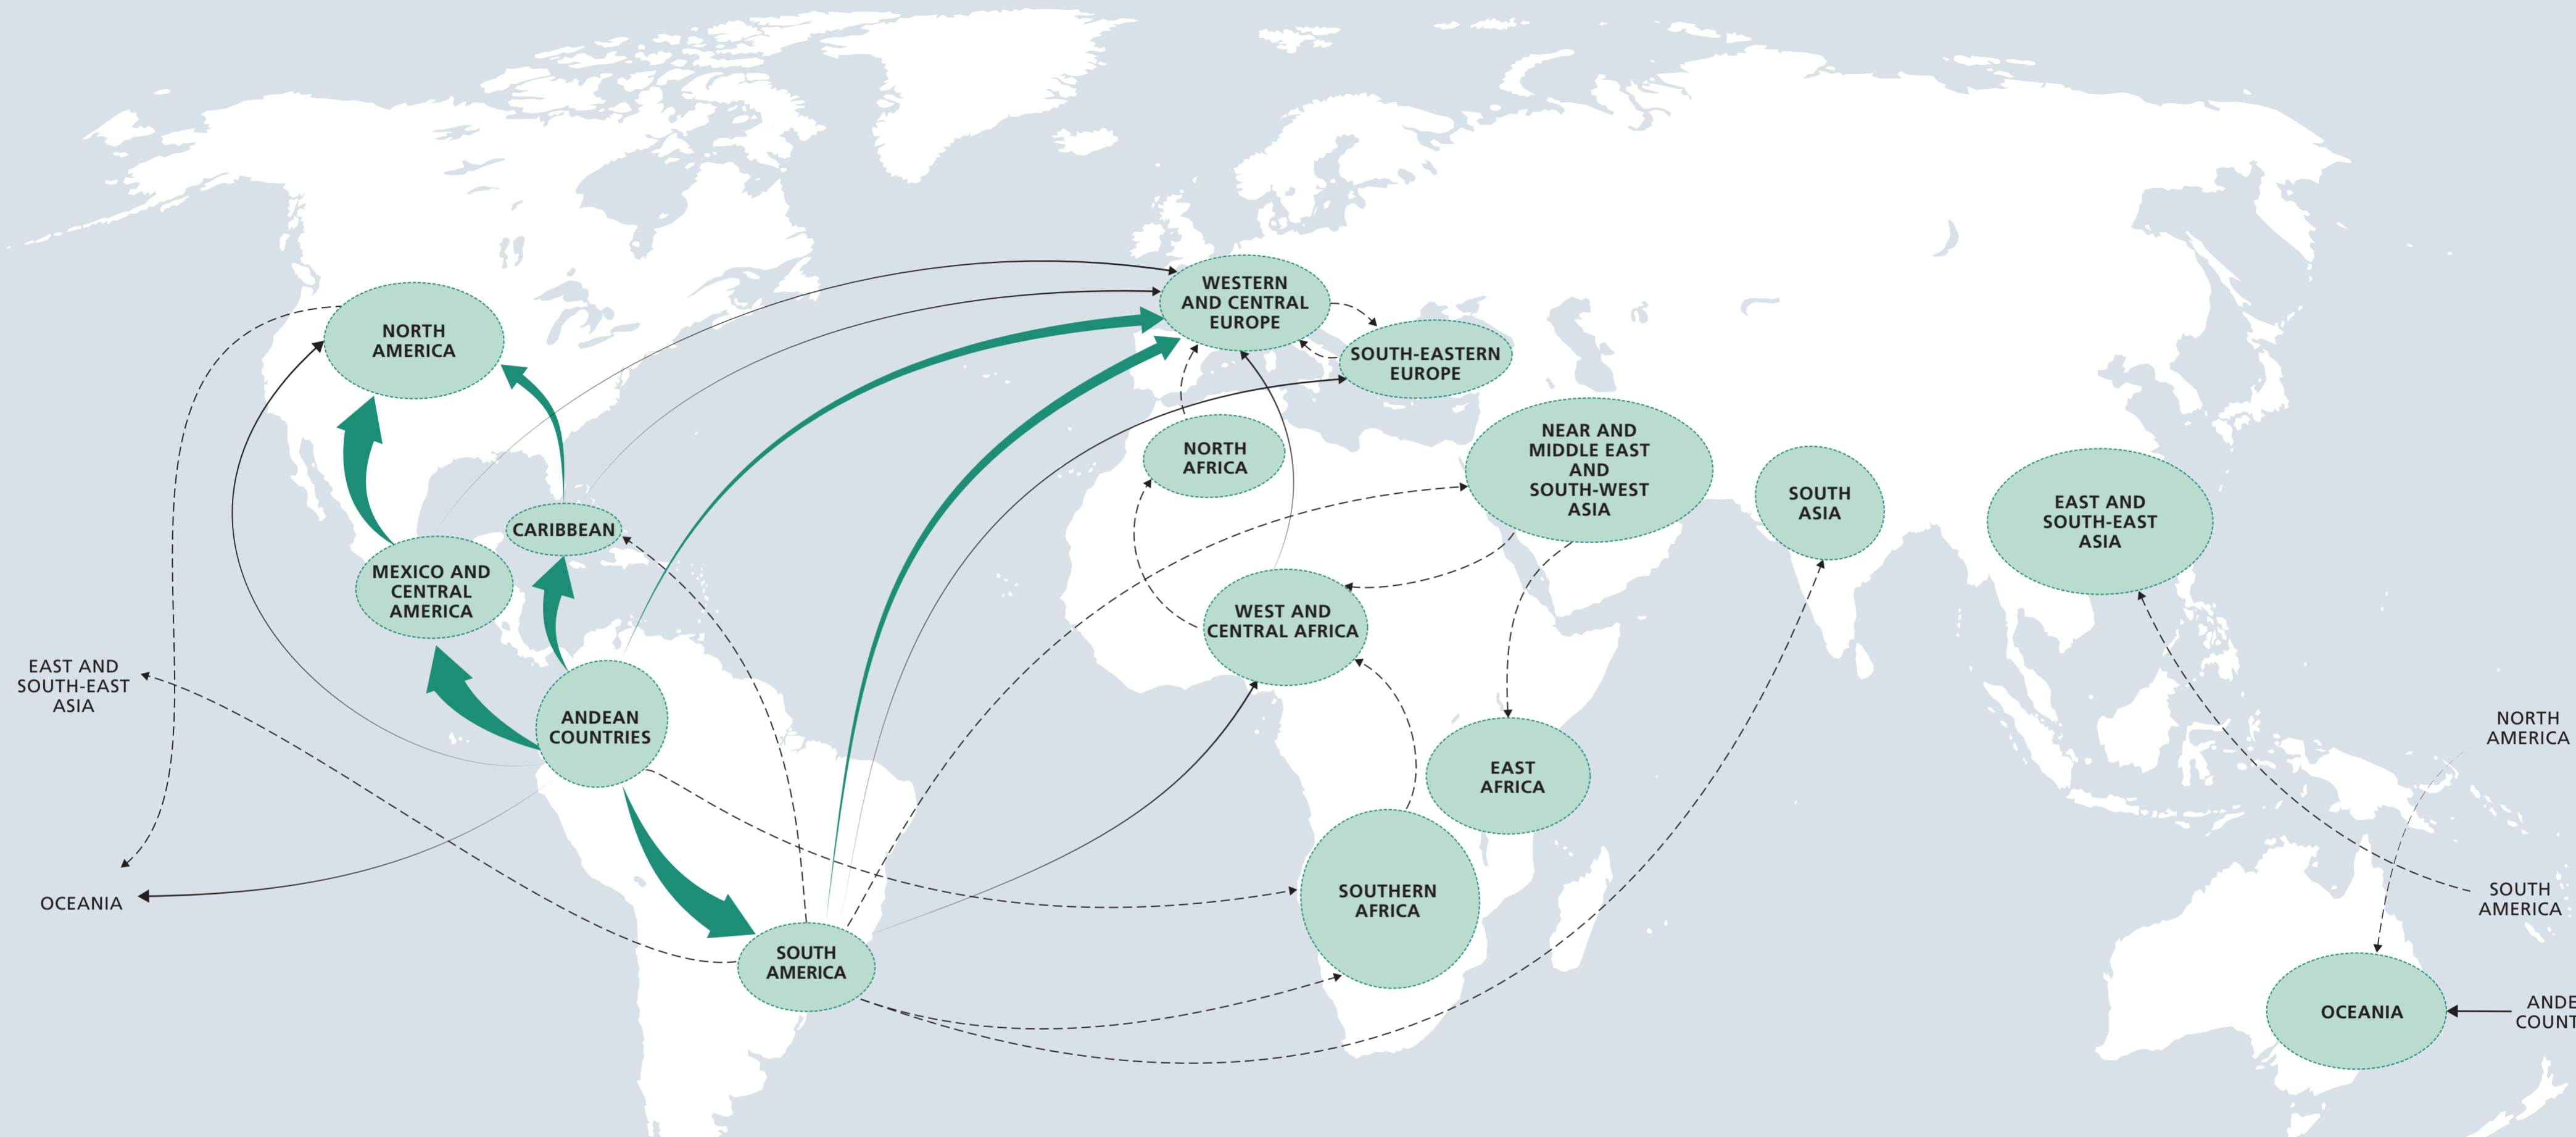 WESTERN
AND CENTRAL
EUROPE
NORTH
AMERICA
SOUTH-EASTERN
EUROPE
NORTH
AFRICA
NEAR AND
MIDDLE EAST
AND
SOUTH-WEST
ASIA
SOUTH
ASIA
EAST AND
SOUTH-EAST
ASIA
CARIBBEAN
MEXICO AND
CENTRAL
AMERICA
WEST AND
CENTRAL AFRICA
EAST AND
SOUTH-EAST
ASIA
ANDEAN
COUNTRIES
NORTH
AMERICA
EAST
AFRICA
OCEANIA
SOUTHERN
AFRICA
SOUTH
AMERICA
SOUTH
AMERICA
OCEANIA
ANDE
COUNT